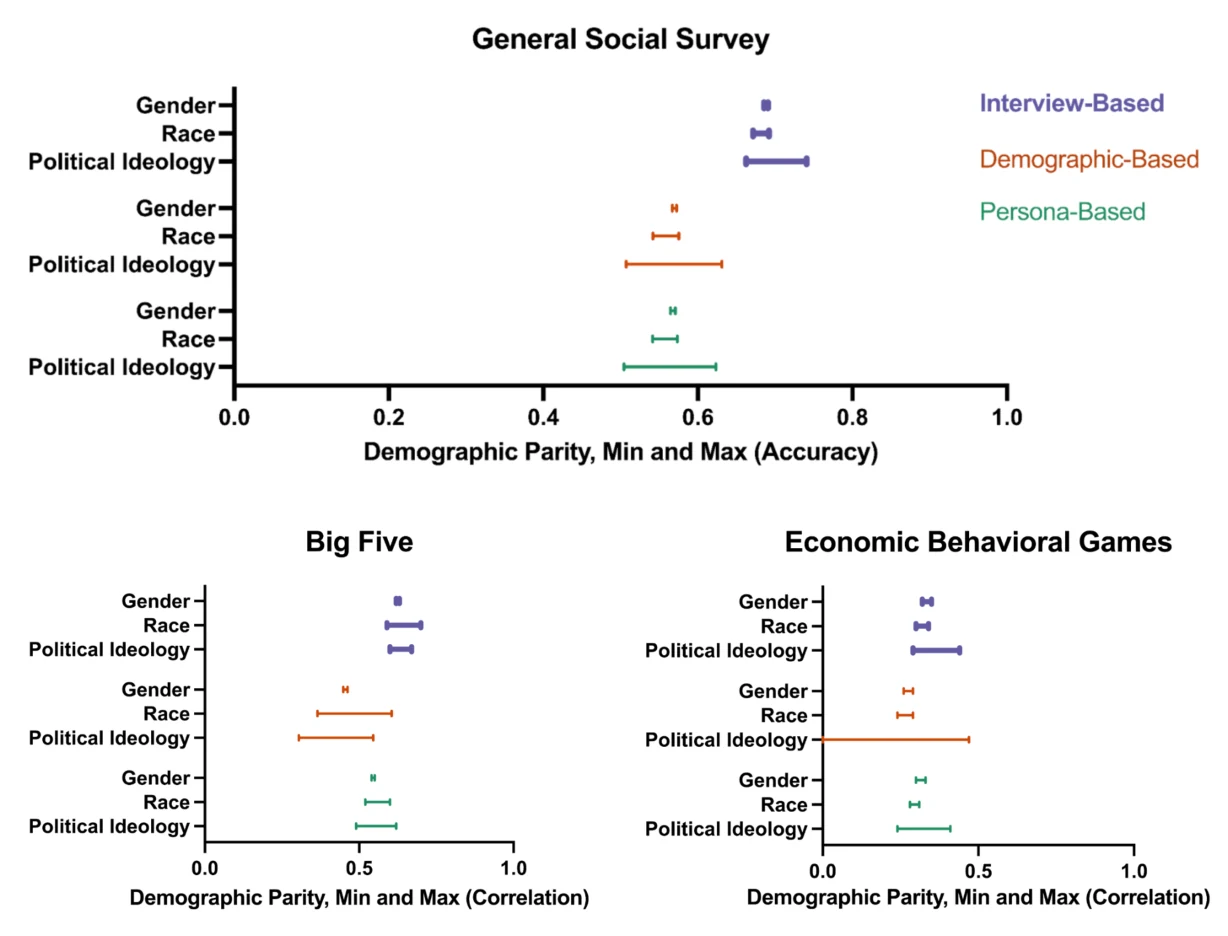 General Social Survey
Gender
Race
Political Ideology
Gender
Race
Political Ideology
Gender
Race
Political Ideology
Interview-Based
Demographic-Based
Persona-Based
0.0 0.2 0.4 0.6 0.8 1.0
Demographic Parity, Min and Max (Accuracy)
Big Five
Gender
Race
Political Ideology
Gender
Race
Political Ideology
Gender
Race
Political Ideology
0.0 0.5 1.0
Demographic Parity, Min and Max (Correlation)
Economic Behavioral Games
Gender
Race
Political Ideology
Gender
Race
Political Ideology
Gender
Race
Political Ideology
0.0 0.5 1.0
Demographic Parity, Min and Max (Correlation)